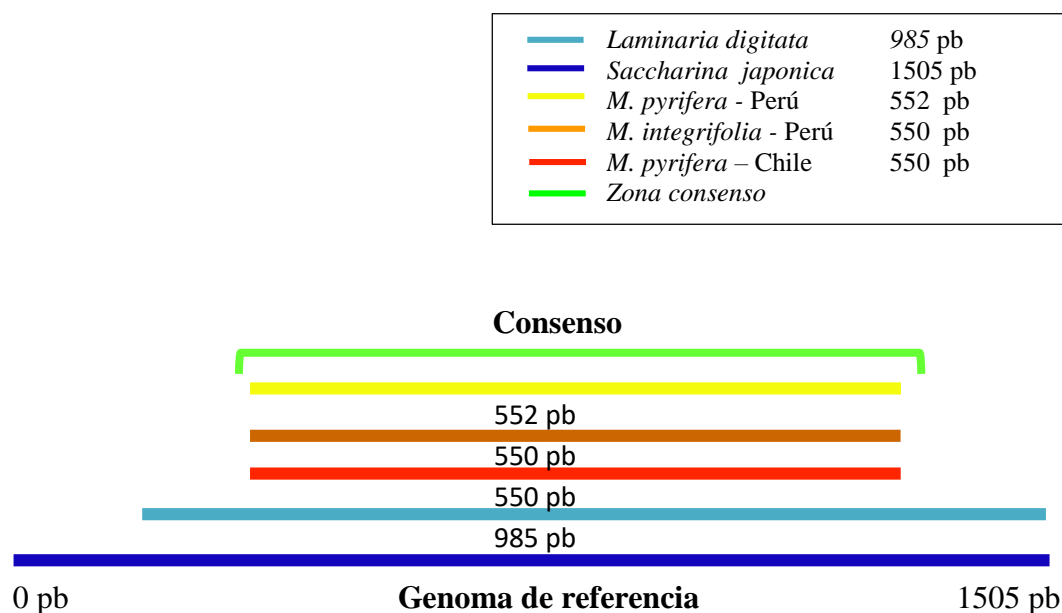 Laminaria digitata 985 pb
Saccharina japonica 1505 pb
M. pyrifera - Perú 552 pb
M. integrifolia - Perú 550 pb
M. pyrifera – Chile 550 pb
Zona consenso
Consenso
552 pb
550 pb
550 pb
985 pb
0 pb Genoma de referencia 1505 pb